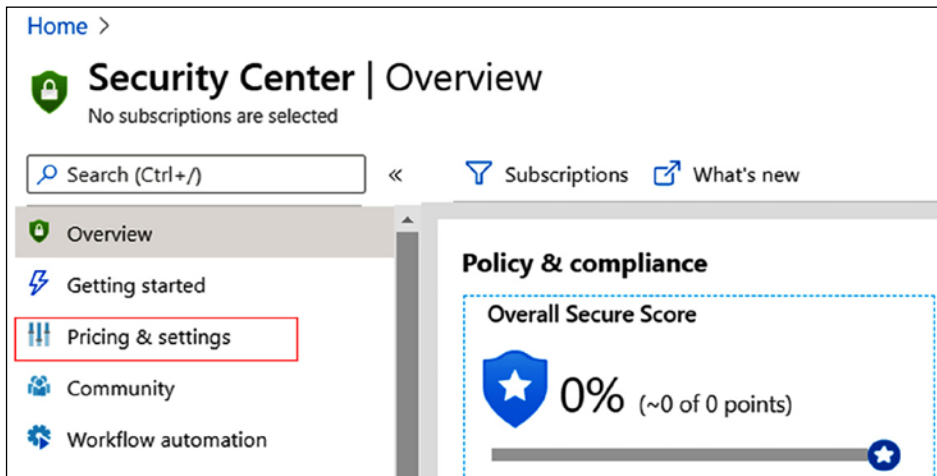 Home >
Security Center | Overview
No subscriptions are selected
Search (Ctrl+/)
«
Subscriptions
What's new
Overview
Getting started
Pricing & settings
Community
Workflow automation
Policy & compliance
Overall Secure Score
0% (~0 of 0 points)